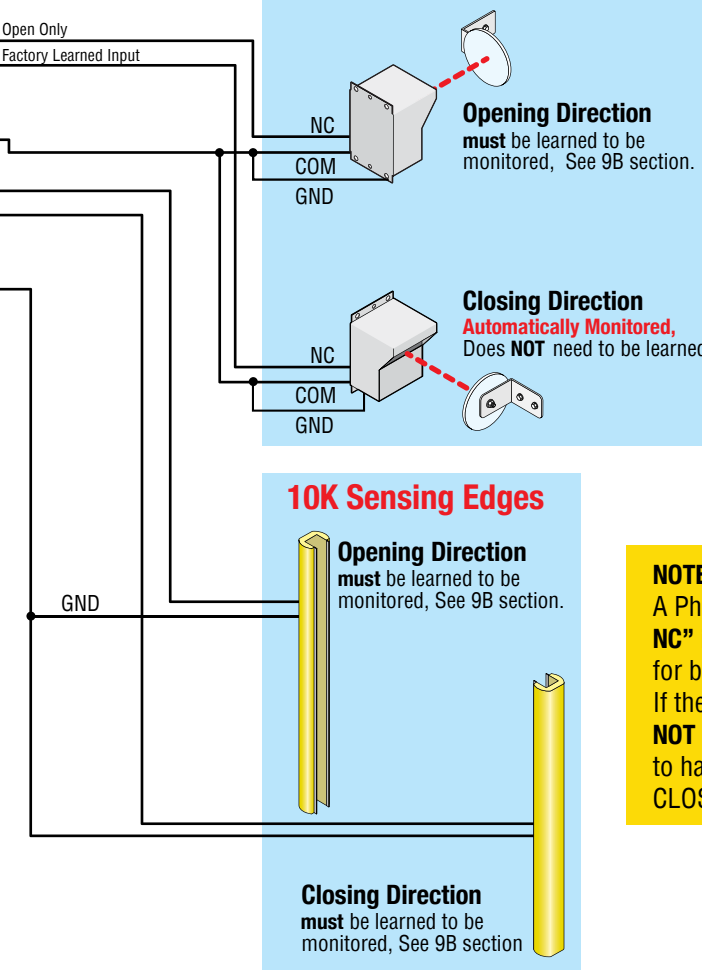 Open Only
Factory Learned Input
NC
COM
GND
Opening Direction
must be learned to be
monitored, See 9B section.
Closing Direction
Automatically Monitored,
Does NOT need to be learned
NC
COM
GND
10K Sensing Edges
Opening Direction
must be learned to be
monitored, See 9B section.
GND
Closing Direction
must be learned to be
monitored, See 9B section
NOTE
A Ph
NC”
for b
If the
NOT
to ha
CLOS